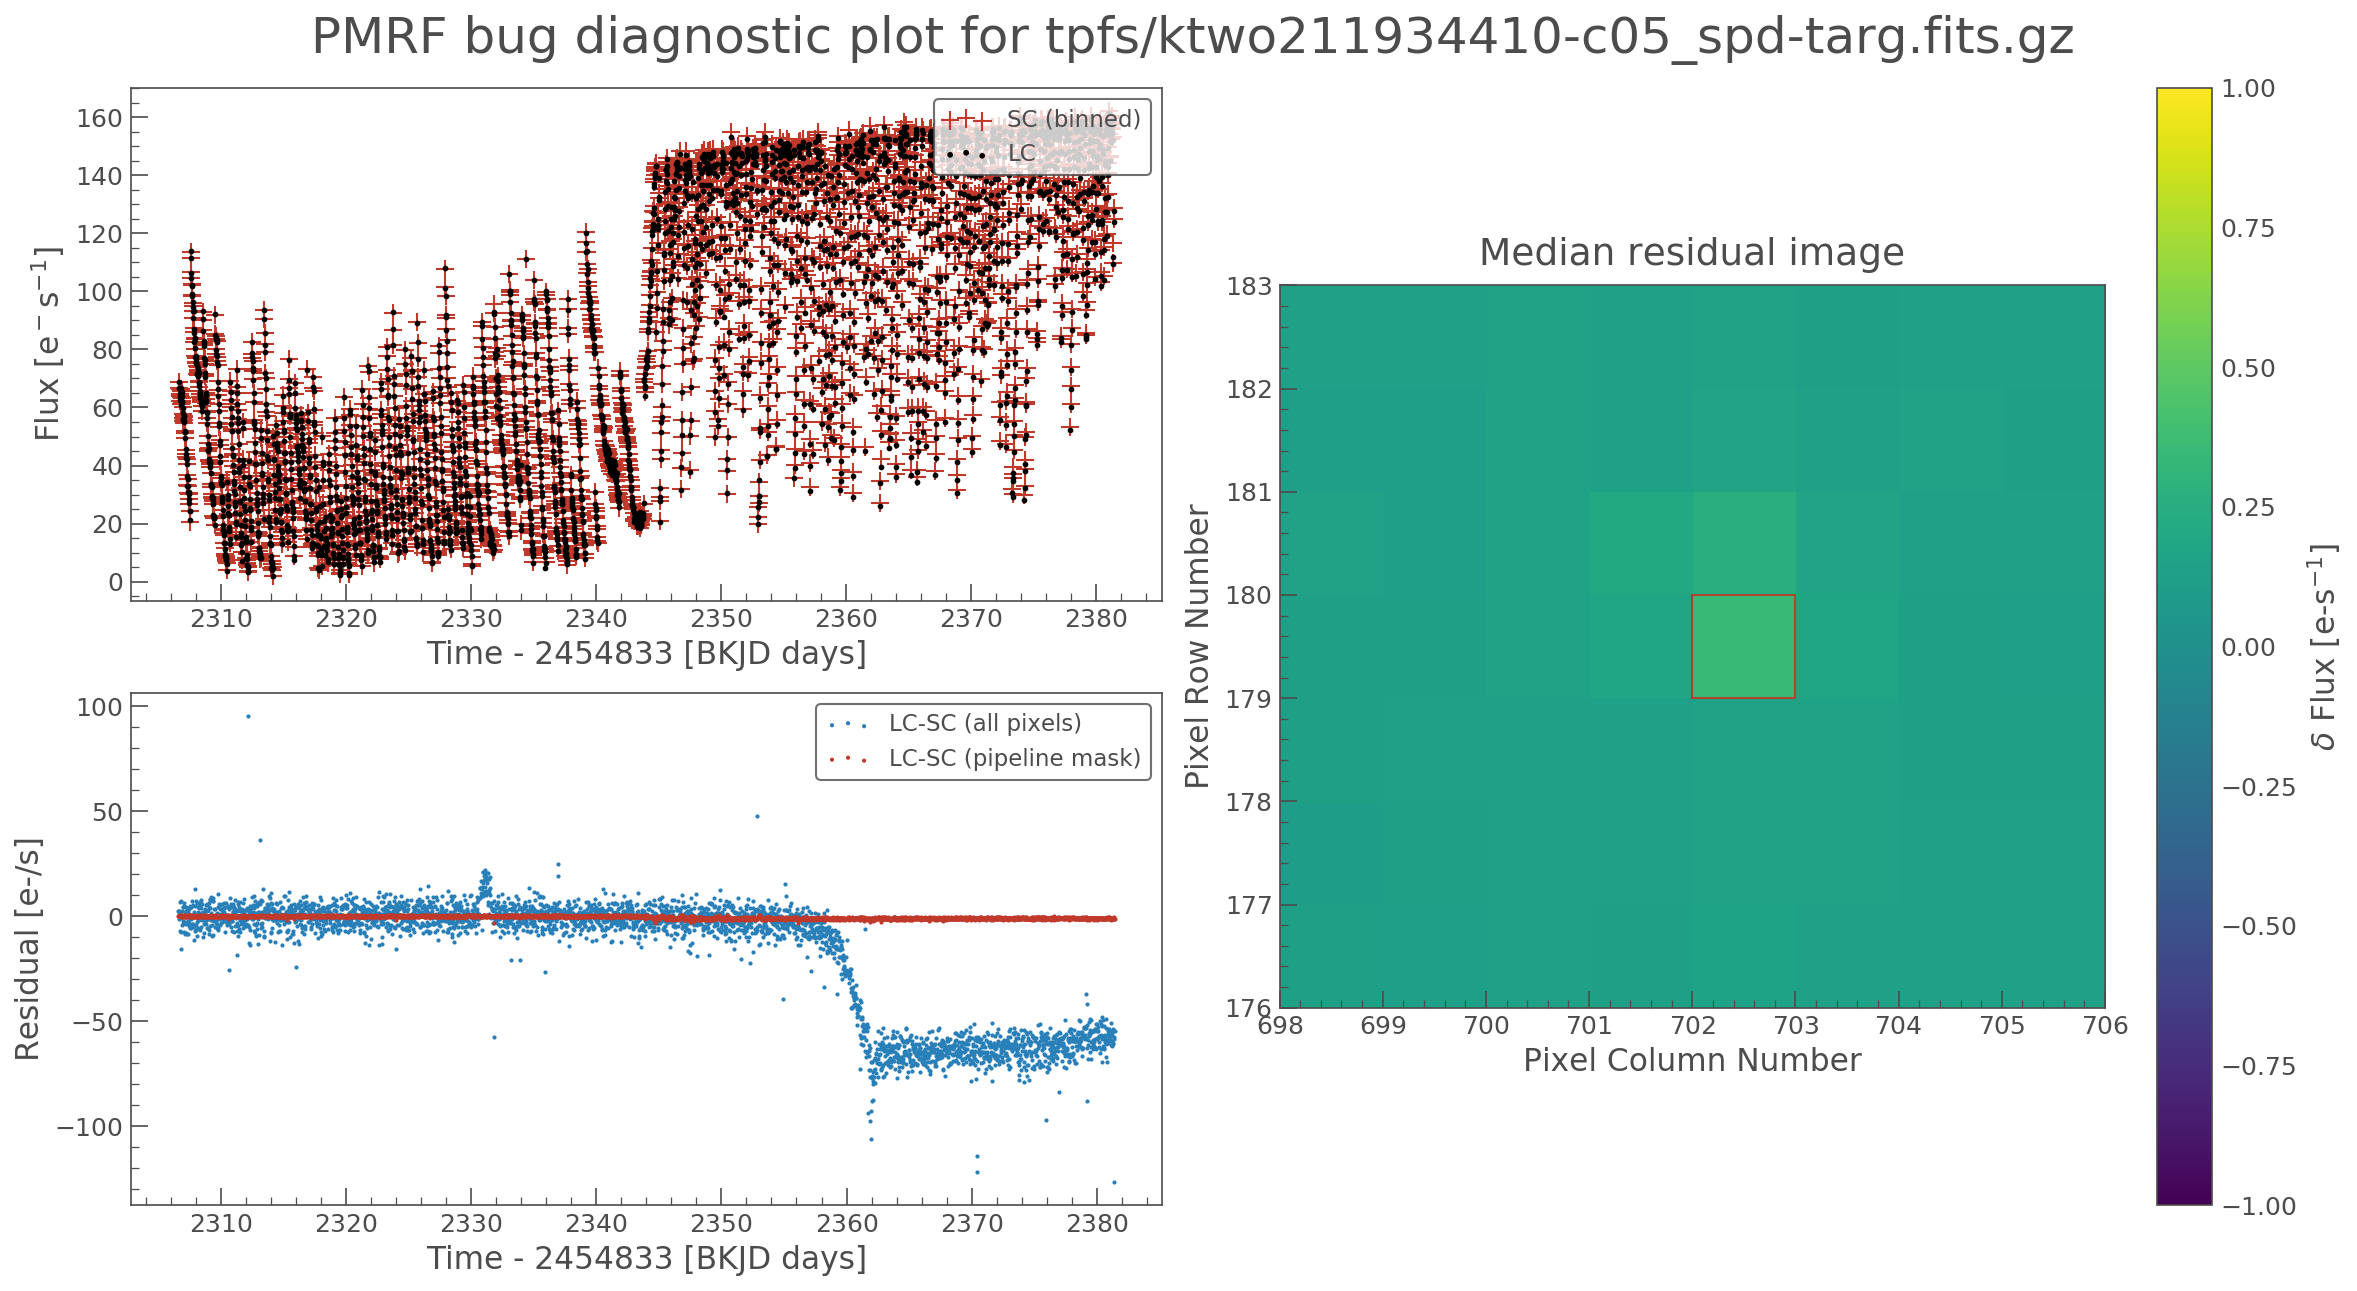 PMRF bug diagnostic plot for tpfs/ktwo211934410-c05_spd-targ.fits.gz
Flux [e⁻ s⁻¹]
160
140
120
100
80
60
40
20
0
SC (binned)
LC
2310 2320 2330 2340 2350 2360 2370 2380
Time - 2454833 [BKJD days]
Residual [e-/s]
100
50
0
−50
−100
LC-SC (all pixels)
LC-SC (pipeline mask)
2310 2320 2330 2340 2350 2360 2370 2380
Time - 2454833 [BKJD days]
Median residual image
Pixel Row Number
183
182
181
180
179
178
177
176
698 699 700 701 702 703 704 705 706
Pixel Column Number
1.00
0.75
0.50
0.25
0.00
−0.25
−0.50
−0.75
−1.00
δ Flux [e-s⁻¹]